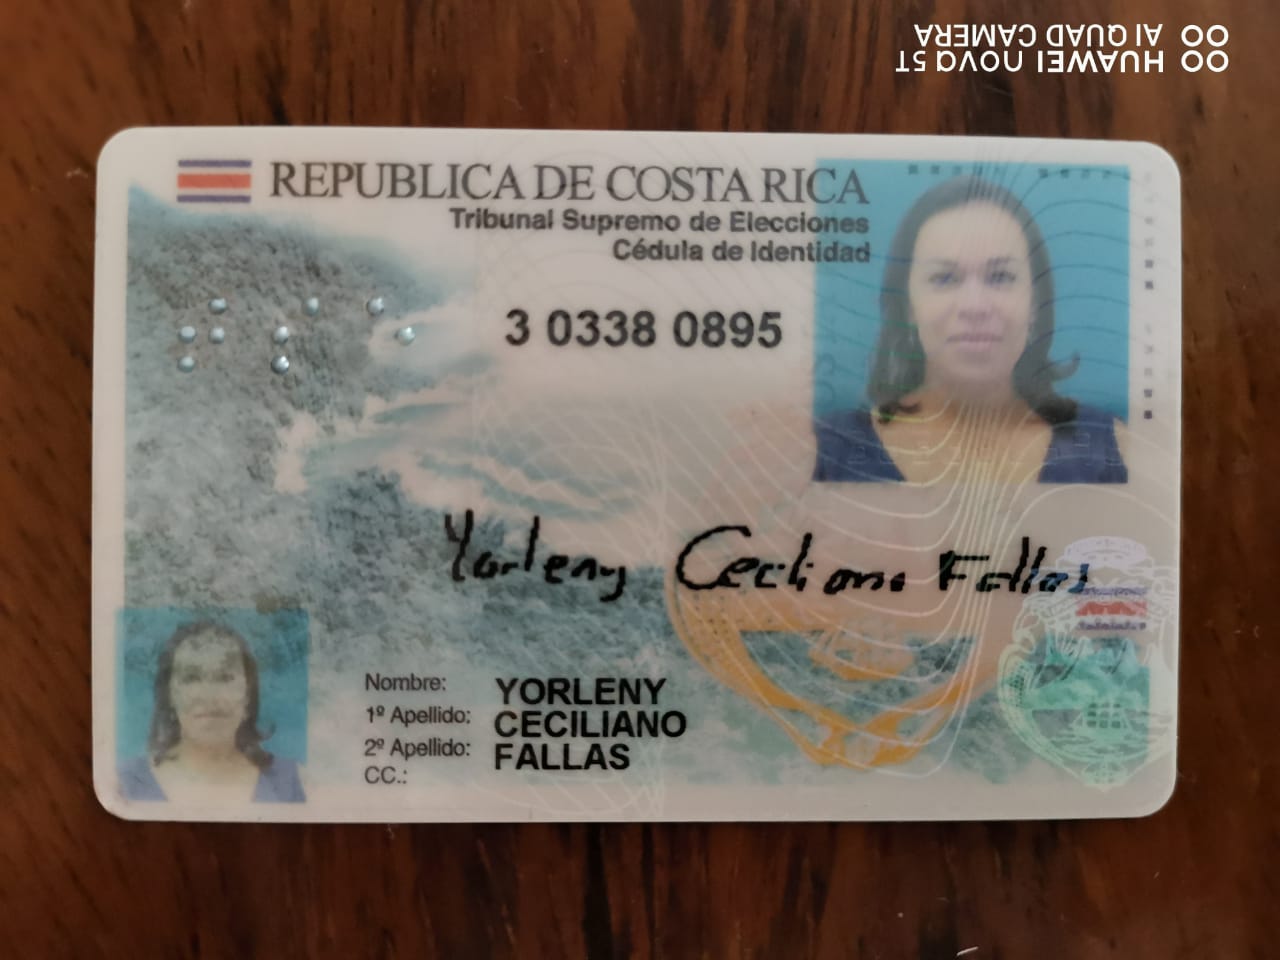 HUAWEI nova 5T
AI QUAD CAMERA
REPUBLICA DE COSTA RICA
Tribunal Supremo de Elecciones
Cédula de Identidad
3 0338 0895
Yorleny Ceciliano Fallas
Nombre: YORLENY
1º Apellido: CECILIANO
2º Apellido: FALLAS
CC.: